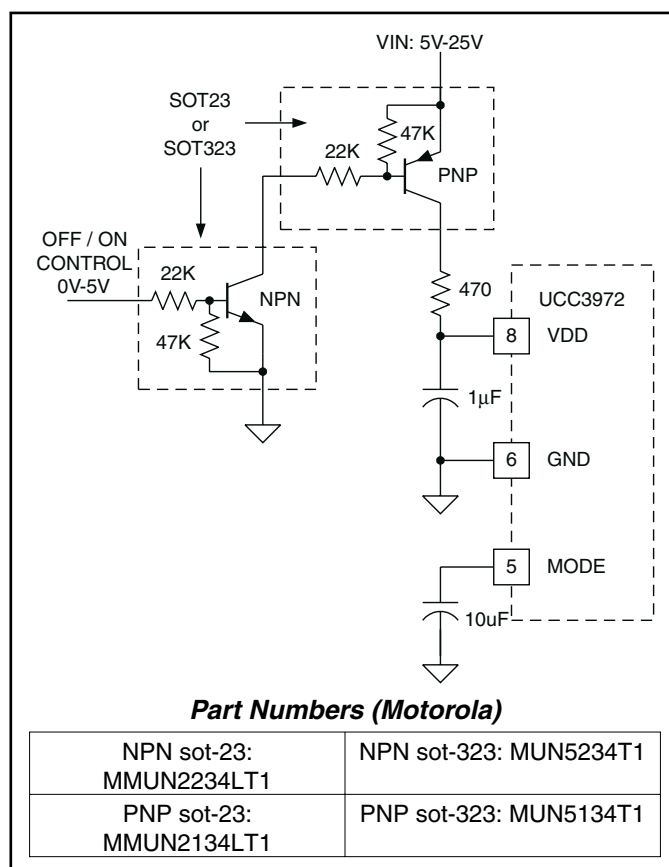 VIN: 5V-25V
SOT23
or
SOT323
47K
22K
PNP
OFF / ON
CONTROL
0V-5V
22K
NPN
47K
470
UCC3972
8
VDD
1µF
6
GND
5
MODE
10uF
Part Numbers (Motorola)
NPN sot-23:
MMUN2234LT1
NPN sot-323: MUN5234T1
PNP sot-23:
MMUN2134LT1
PNP sot-323: MUN5134T1